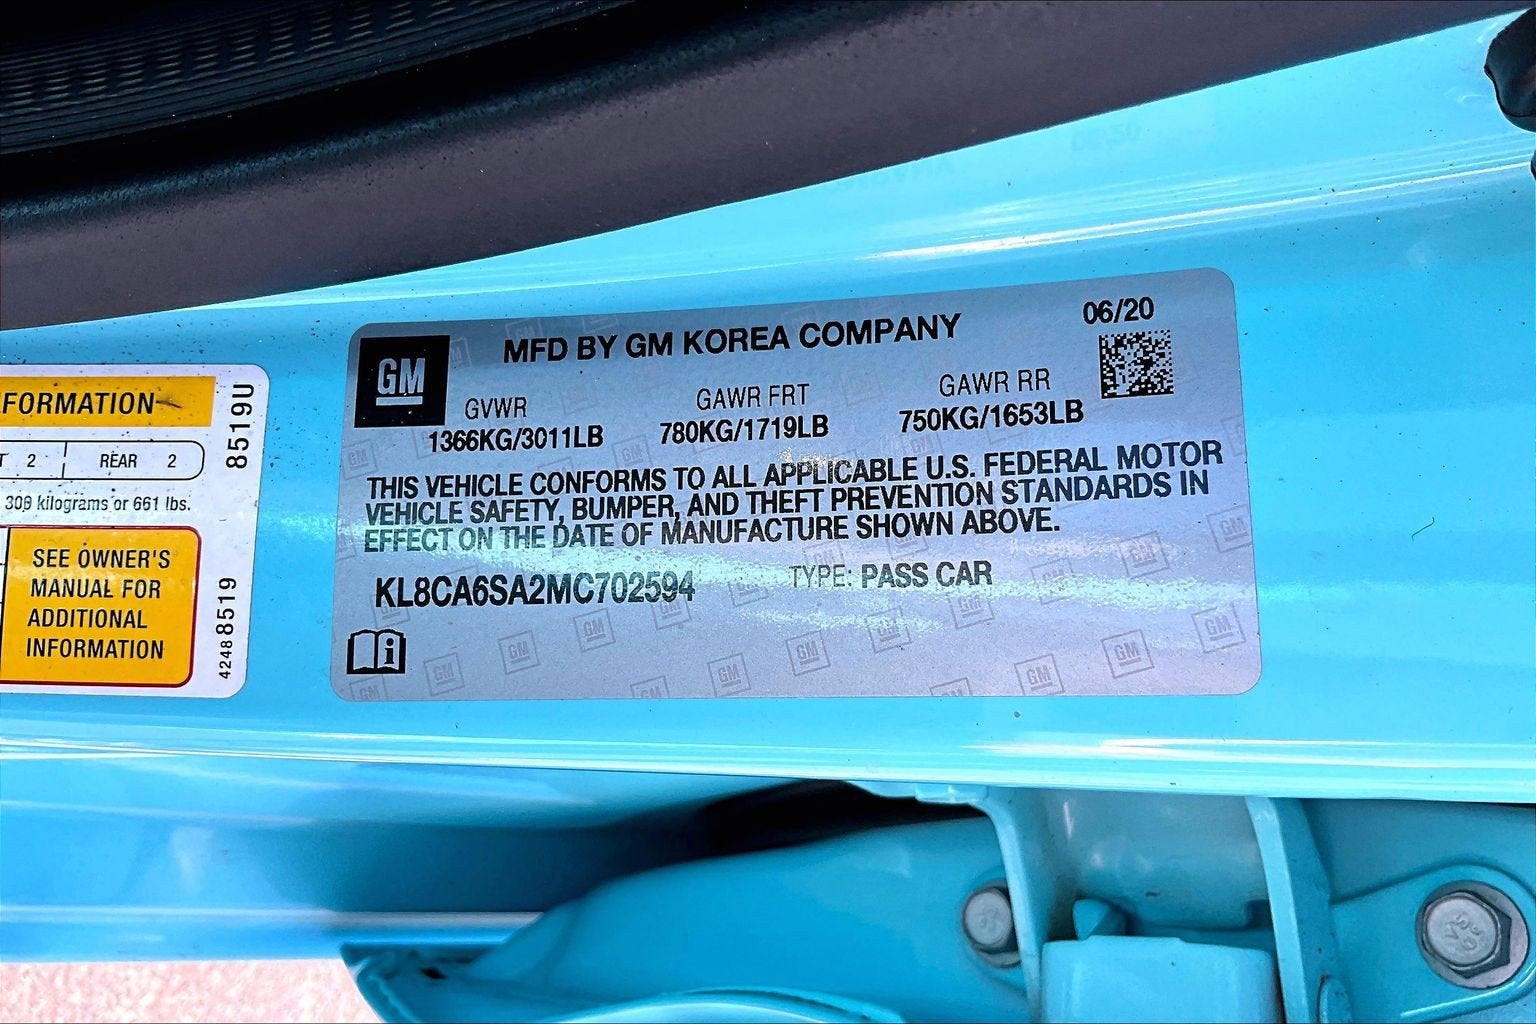 FORMATION
T 2 REAR 2
308 kilograms or 661 lbs.
SEE OWNER'S
MANUAL FOR
ADDITIONAL
INFORMATION
8519U
42488519
GM
MFD BY GM KOREA COMPANY
06/20
GVWR GAWR FRT GAWR RR
1366KG/3011LB 780KG/1719LB 750KG/1653LB
THIS VEHICLE CONFORMS TO ALL APPLICABLE U.S. FEDERAL MOTOR
VEHICLE SAFETY, BUMPER, AND THEFT PREVENTION STANDARDS IN
EFFECT ON THE DATE OF MANUFACTURE SHOWN ABOVE.
KL8CA6SA2MC702594 TYPE: PASS CAR